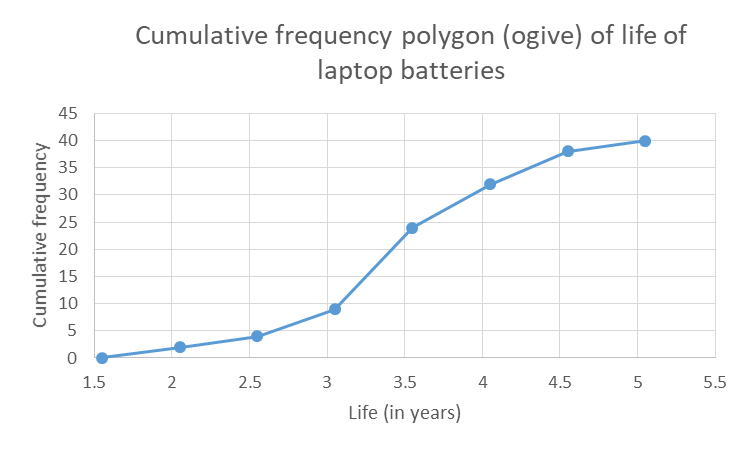 Cumulative frequency polygon (ogive) of life of
laptop batteries
Cumulative frequency
45
40
35
30
25
20
15
10
5
0
1.5 2 2.5 3 3.5 4 4.5 5 5.5
Life (in years)